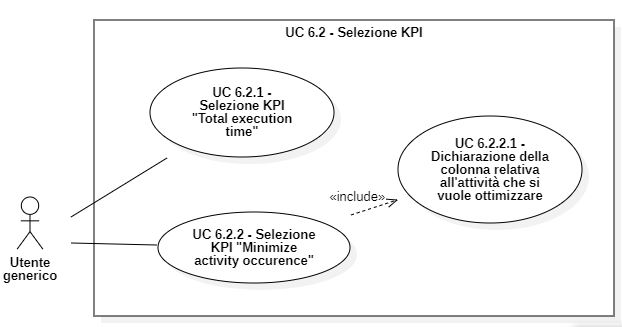 UC 6.2 - Selezione KPI
UC 6.2.1 -
Selezione KPI
"Total execution
time"
UC 6.2.2.1 -
Dichiarazione della
colonna relativa
all'attività che si
vuole ottimizzare
«include»
UC 6.2.2 - Selezione
KPI "Minimize
activity occurence"
Utente
generico